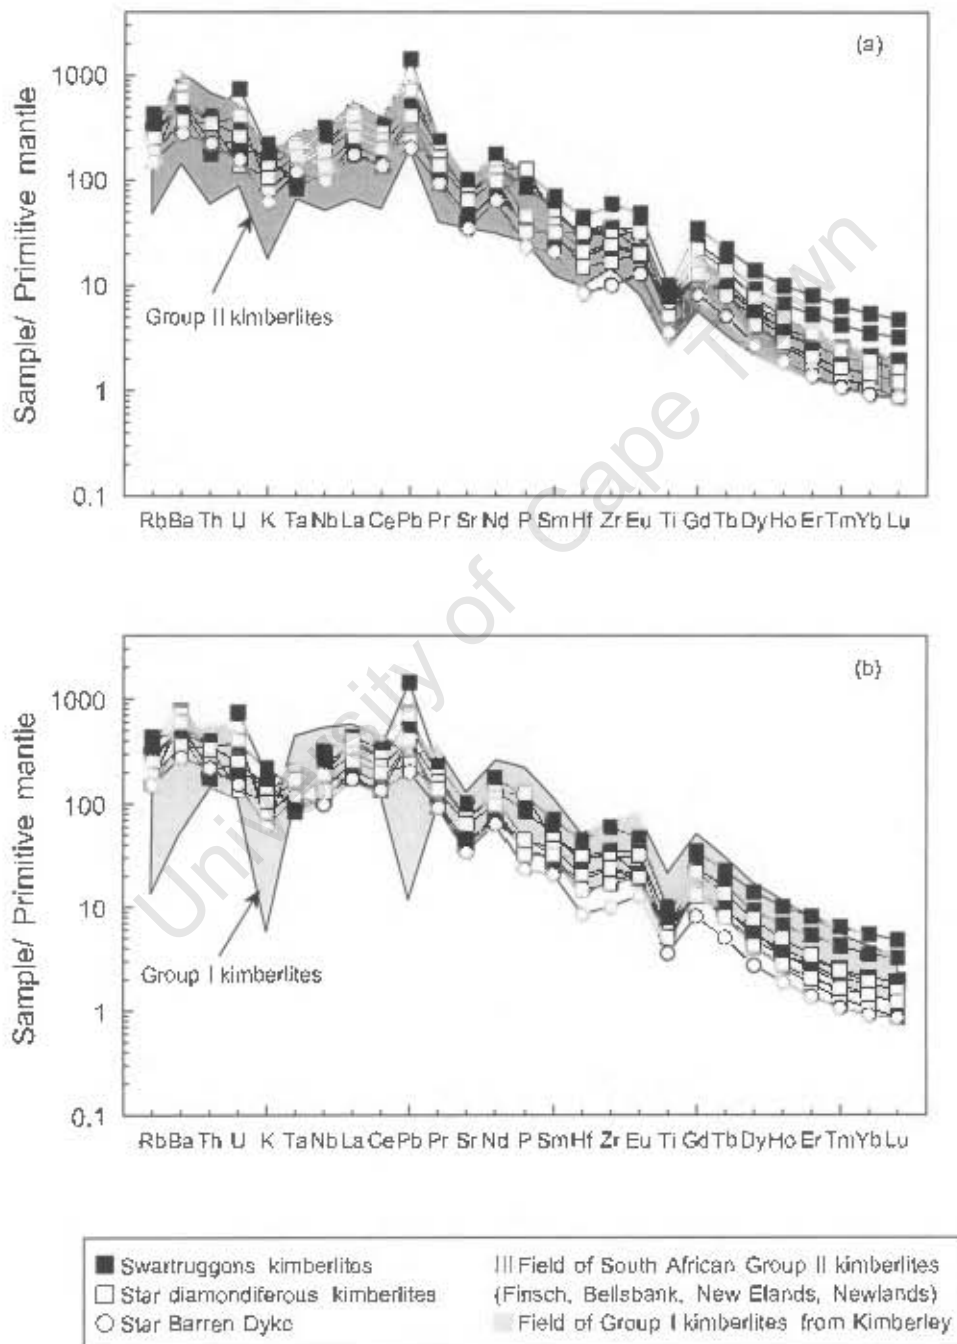 (a)
Sample/ Primitive mantle
1000
100
10
1
0.1
Group II kimberlites
Rb Ba Th U K Ta Nb La Ce Pb Pr Sr Nd P Sm Hf Zr Eu Ti Gd Tb Dy Ho Er Tm Yb Lu
University of Cape Town
(b)
Sample/ Primitive mantle
1000
100
10
1
0.1
Group I kimberlites
Rb Ba Th U K Ta Nb La Ce Pb Pr Sr Nd P Sm Hf Zr Eu Ti Gd Tb Dy Ho Er Tm Yb Lu
Swartruggens kimberlites
Star diamondiferous kimberlites
Star Barren Dyke
Field of South African Group II kimberlites
(Finsch, Bellsbank, New Elands, Newlands)
Field of Group I kimberlites from Kimberley